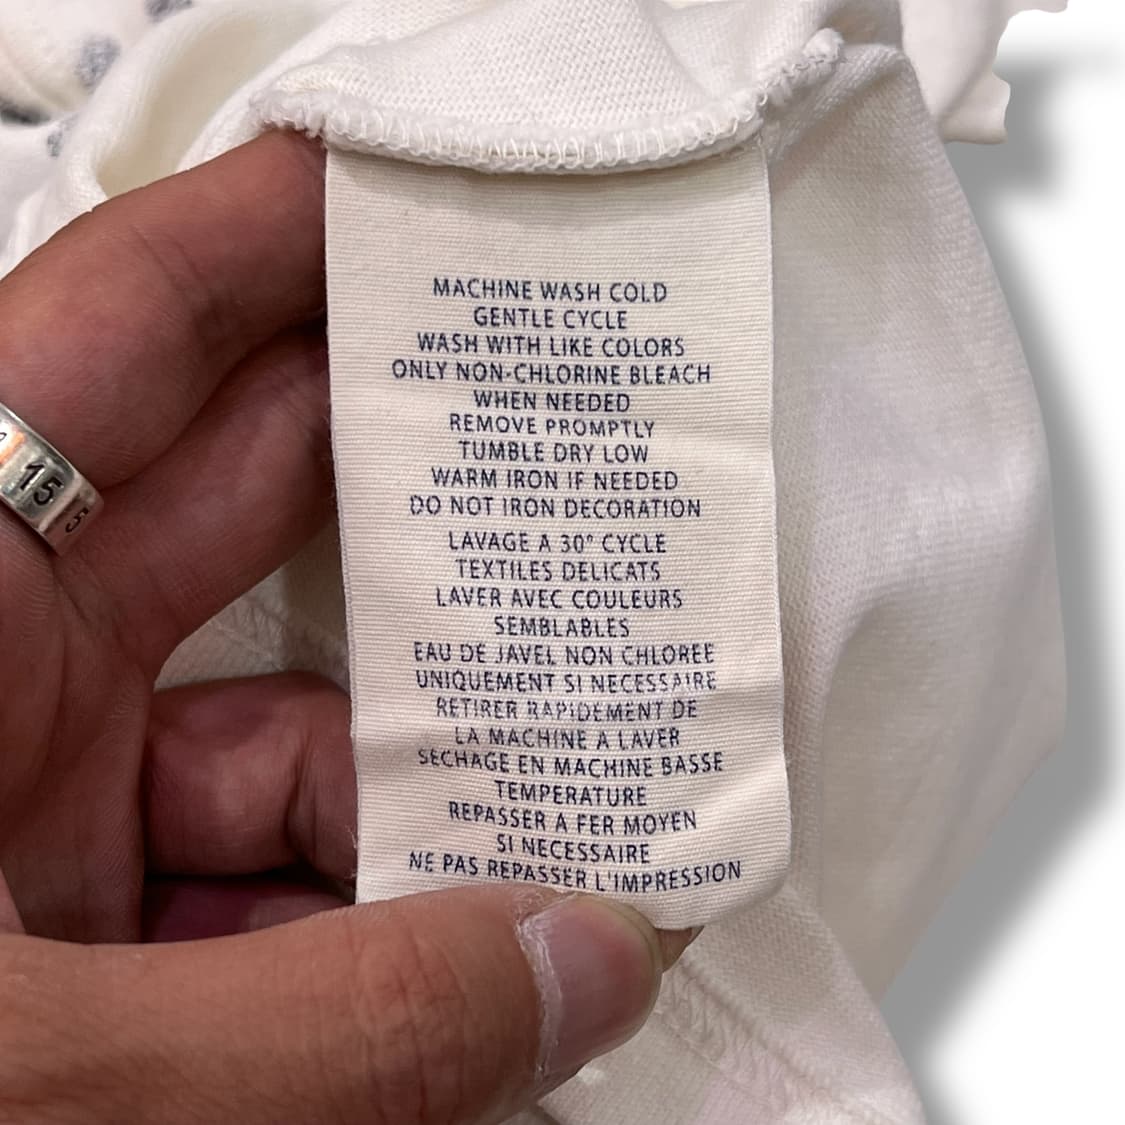 MACHINE WASH COLD
GENTLE CYCLE
WASH WITH LIKE COLORS
ONLY NON-CHLORINE BLEACH
WHEN NEEDED
REMOVE PROMPTLY
TUMBLE DRY LOW
WARM IRON IF NEEDED
DO NOT IRON DECORATION
LAVAGE A 30° CYCLE
TEXTILES DELICATS
LAVER AVEC COULEURS
SEMBLABLES
EAU DE JAVEL NON CHLOREE
UNIQUEMENT SI NECESSAIRE
RETIRER RAPIDEMENT DE
LA MACHINE A LAVER
SECHAGE EN MACHINE BASSE
TEMPERATURE
REPASSER A FER MOYEN
SI NECESSAIRE
NE PAS REPASSER L'IMPRESSION
15